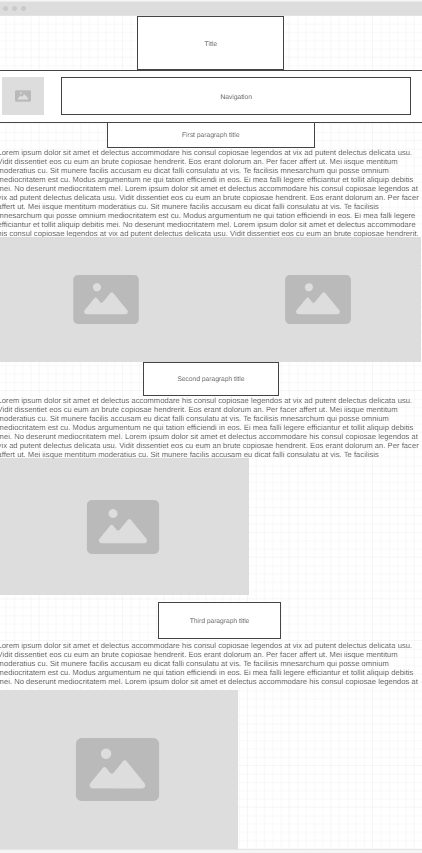 Title
Navigation
First paragraph title
Lorem ipsum dolor sit amet et delectus accommodare his consul copiosae legendos at vix ad putent delectus delicata usu.
Vidit dissentiet eos cu eum an brute copiosae hendrerit. Eos erant dolorum an. Per facer affert ut. Mei iisque mentitum
moderatius cu. Sit munere facilis accusam eu dicat falli consulatu at vis. Te facilisis mnesarchum qui posse omnium
mediocritatem est cu. Modus argumentum ne qui tation efficiendi in eos. Ei mea falli legere efficiantur et tollit aliquip debitis
mei. No deserunt mediocritatem mel. Lorem ipsum dolor sit amet et delectus accommodare his consul copiosae legendos at
vix ad putent delectus delicata usu. Vidit dissentiet eos cu eum an brute copiosae hendrerit. Eos erant dolorum an. Per facer
affert ut. Mei iisque mentitum moderatius cu. Sit munere facilis accusam eu dicat falli consulatu at vis. Te facilisis
mnesarchum qui posse omnium mediocritatem est cu. Modus argumentum ne qui tation efficiendi in eos. Ei mea falli legere
efficiantur et tollit aliquip debitis mei. No deserunt mediocritatem mel. Lorem ipsum dolor sit amet et delectus accommodare
his consul copiosae legendos at vix ad putent delectus delicata usu. Vidit dissentiet eos cu eum an brute copiosae hendrerit.
Second paragraph title
Lorem ipsum dolor sit amet et delectus accommodare his consul copiosae legendos at vix ad putent delectus delicata usu.
Vidit dissentiet eos cu eum an brute copiosae hendrerit. Eos erant dolorum an. Per facer affert ut. Mei iisque mentitum
moderatius cu. Sit munere facilis accusam eu dicat falli consulatu at vis. Te facilisis mnesarchum qui posse omnium
mediocritatem est cu. Modus argumentum ne qui tation efficiendi in eos. Ei mea falli legere efficiantur et tollit aliquip debitis
mei. No deserunt mediocritatem mel. Lorem ipsum dolor sit amet et delectus accommodare his consul copiosae legendos at
vix ad putent delectus delicata usu. Vidit dissentiet eos cu eum an brute copiosae hendrerit. Eos erant dolorum an. Per facer
affert ut. Mei iisque mentitum moderatius cu. Sit munere facilis accusam eu dicat falli consulatu at vis. Te facilisis
Third paragraph title
Lorem ipsum dolor sit amet et delectus accommodare his consul copiosae legendos at vix ad putent delectus delicata usu.
Vidit dissentiet eos cu eum an brute copiosae hendrerit. Eos erant dolorum an. Per facer affert ut. Mei iisque mentitum
moderatius cu. Sit munere facilis accusam eu dicat falli consulatu at vis. Te facilisis mnesarchum qui posse omnium
mediocritatem est cu. Modus argumentum ne qui tation efficiendi in eos. Ei mea falli legere efficiantur et tollit aliquip debitis
mei. No deserunt mediocritatem mel. Lorem ipsum dolor sit amet et delectus accommodare his consul copiosae legendos at